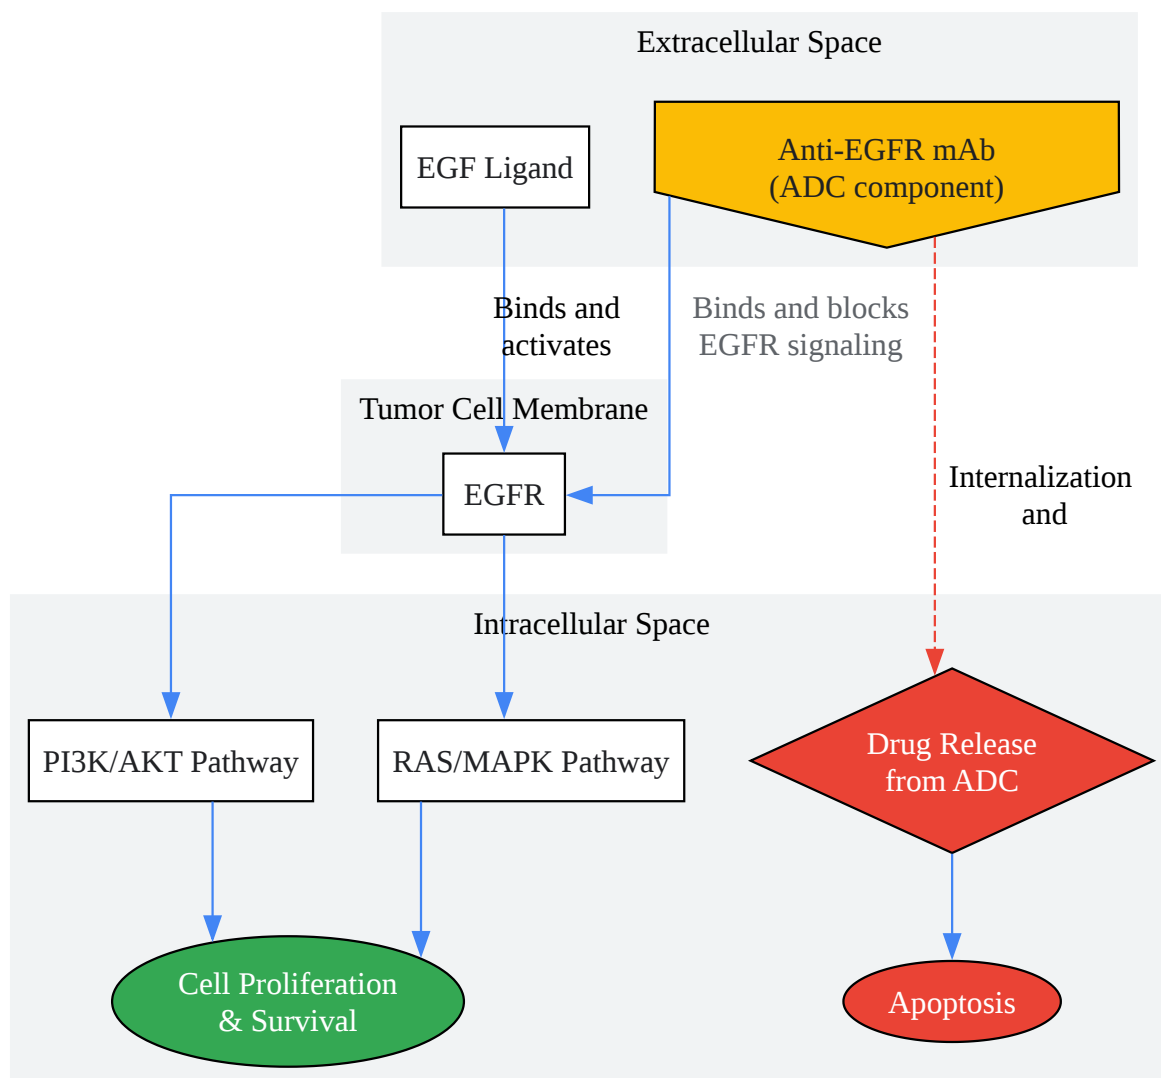 Extracellular Space
EGF Ligand
Anti-EGFR mAb
(ADC component)
Binds and
activates
Binds and blocks
EGFR signaling
Tumor Cell Membrane
EGFR
Internalization
and
Intracellular Space
PI3K/AKT Pathway
RAS/MAPK Pathway
Drug Release
from ADC
Cell Proliferation
& Survival
Apoptosis